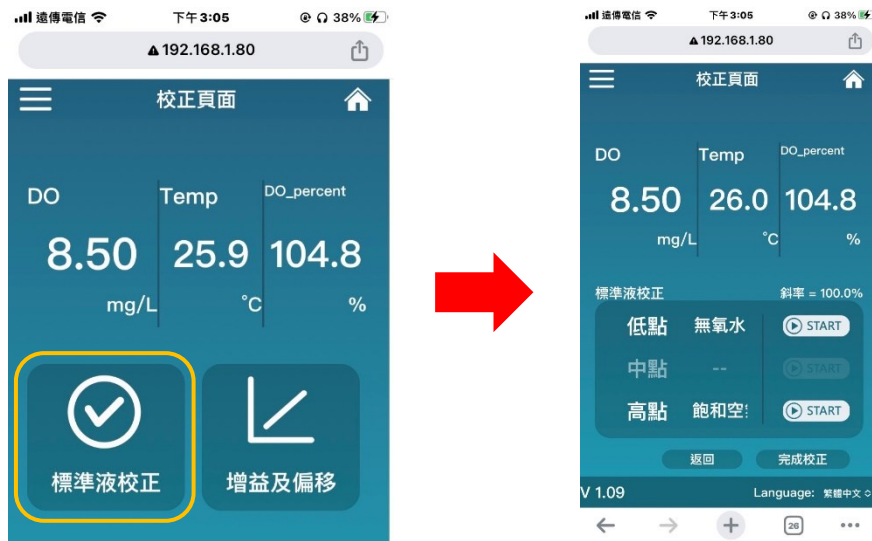 遠傳電信 下午3:05 38%
192.168.1.80
校正頁面
DO Temp DO_percent
8.50 25.9 104.8
mg/L °C %
標準液校正 增益及偏移
遠傳電信 下午3:05 38%
192.168.1.80
校正頁面
DO Temp DO_percent
8.50 26.0 104.8
mg/L °C %
標準液校正 斜率 = 100.0%
低點 無氧水 START
中點 -- START
高點 飽和空 START
返回 完成校正
V 1.09 Language: 繁體中文
26